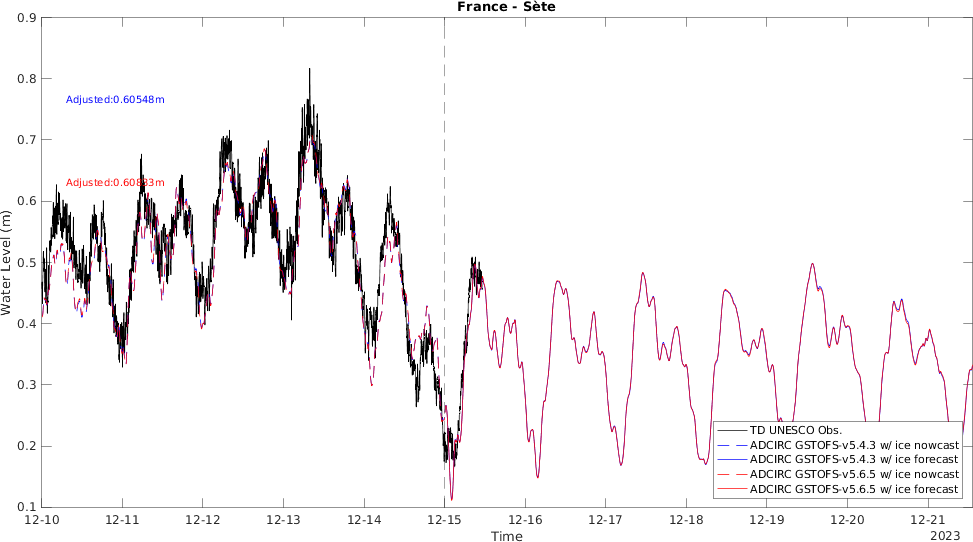 France - Sète
0.9
0.8
0.7
0.6
0.5
0.4
0.3
0.2
0.1
Water Level (m)
Adjusted:0.60548m
Adjusted:0.60893m
TD UNESCO Obs.
ADCIRC GSTOFS-v5.4.3 w/ ice nowcast
ADCIRC GSTOFS-v5.4.3 w/ ice forecast
ADCIRC GSTOFS-v5.6.5 w/ ice nowcast
ADCIRC GSTOFS-v5.6.5 w/ ice forecast
12-10 12-11 12-12 12-13 12-14 12-15 12-16 12-17 12-18 12-19 12-20 12-21
Time
2023